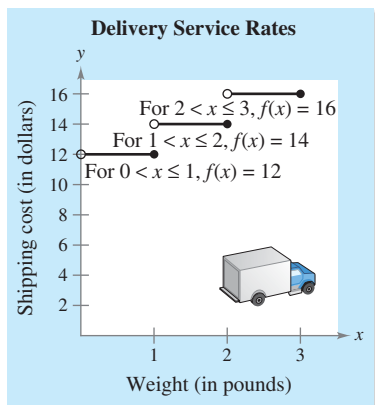 Delivery Service Rates
y
16
For 2 < x ≤ 3, f(x) = 16
14
For 1 < x ≤ 2, f(x) = 14
12
For 0 < x ≤ 1, f(x) = 12
10
8
6
4
2
Shipping cost (in dollars)
x
1 2 3
Weight (in pounds)